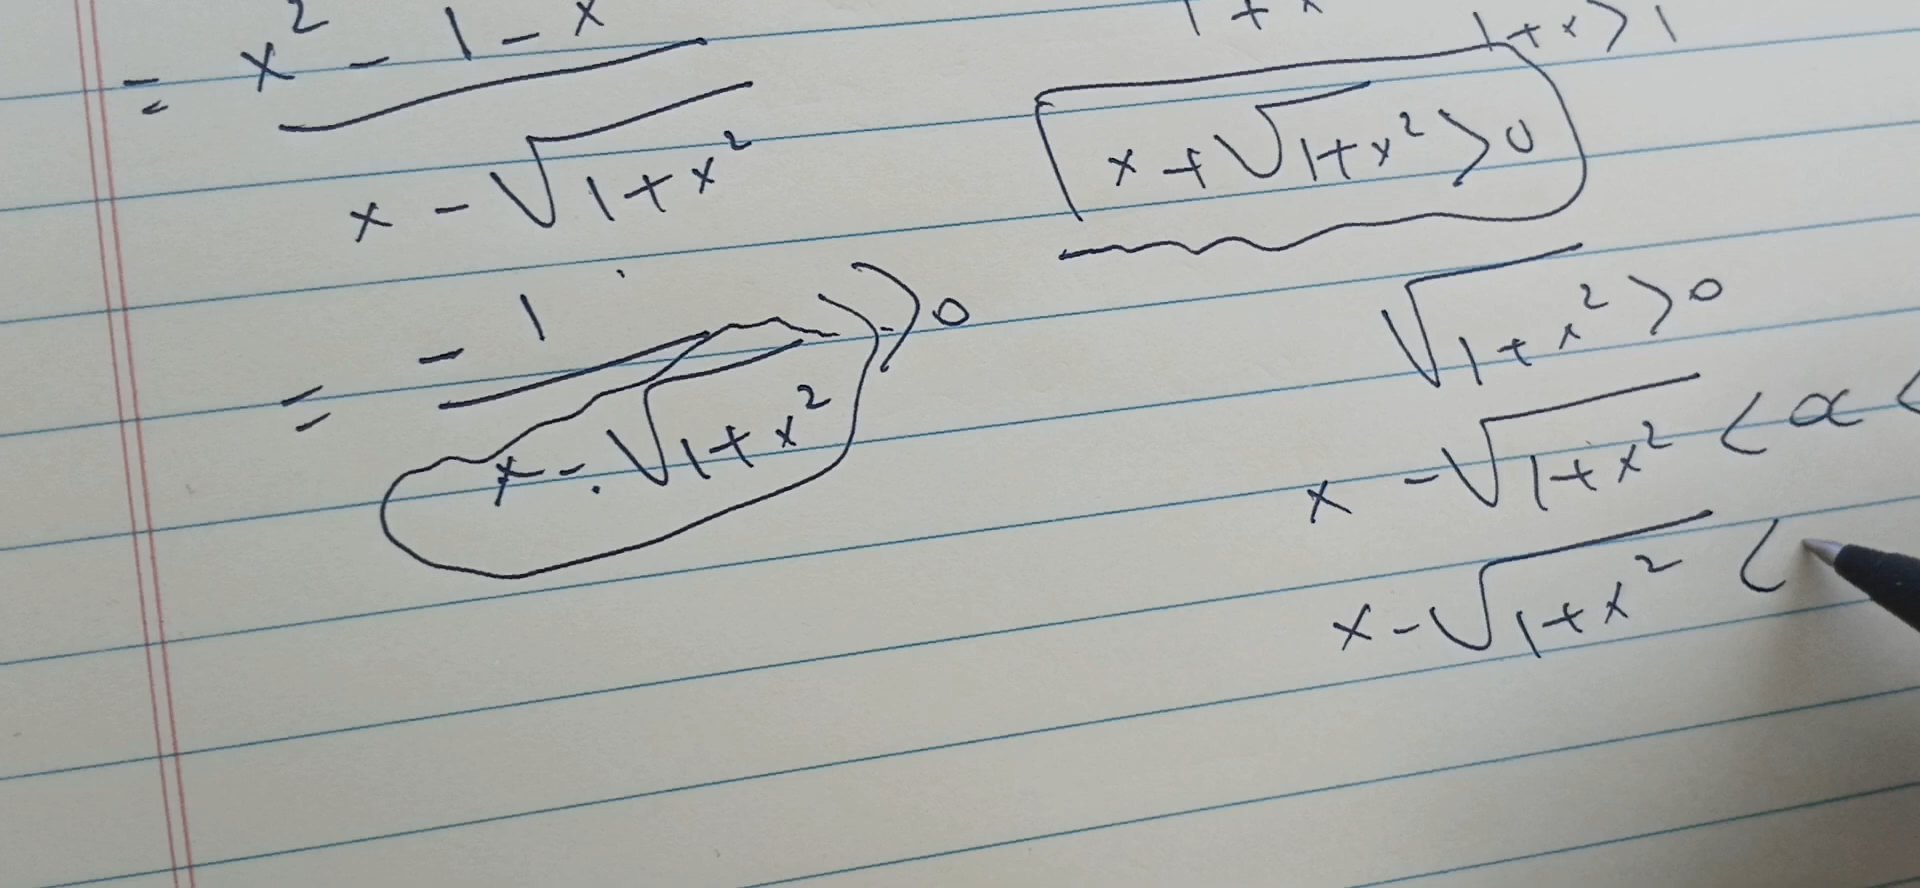 = x² - 1 - x
x - √1+x²
= -1
x - √1+x² > 0
1 + x
1+x > 1
x + √1+x² > 0
√1+x² > 0
x - √1+x² < x <
x - √1+x² <